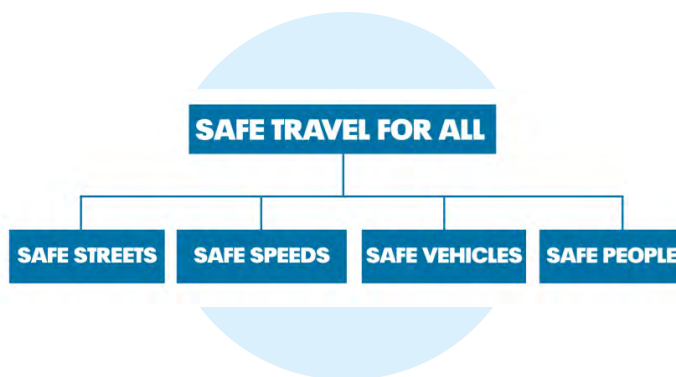 SAFE TRAVEL FOR ALL
SAFE STREETS
SAFE SPEEDS
SAFE VEHICLES
SAFE PEOPLE